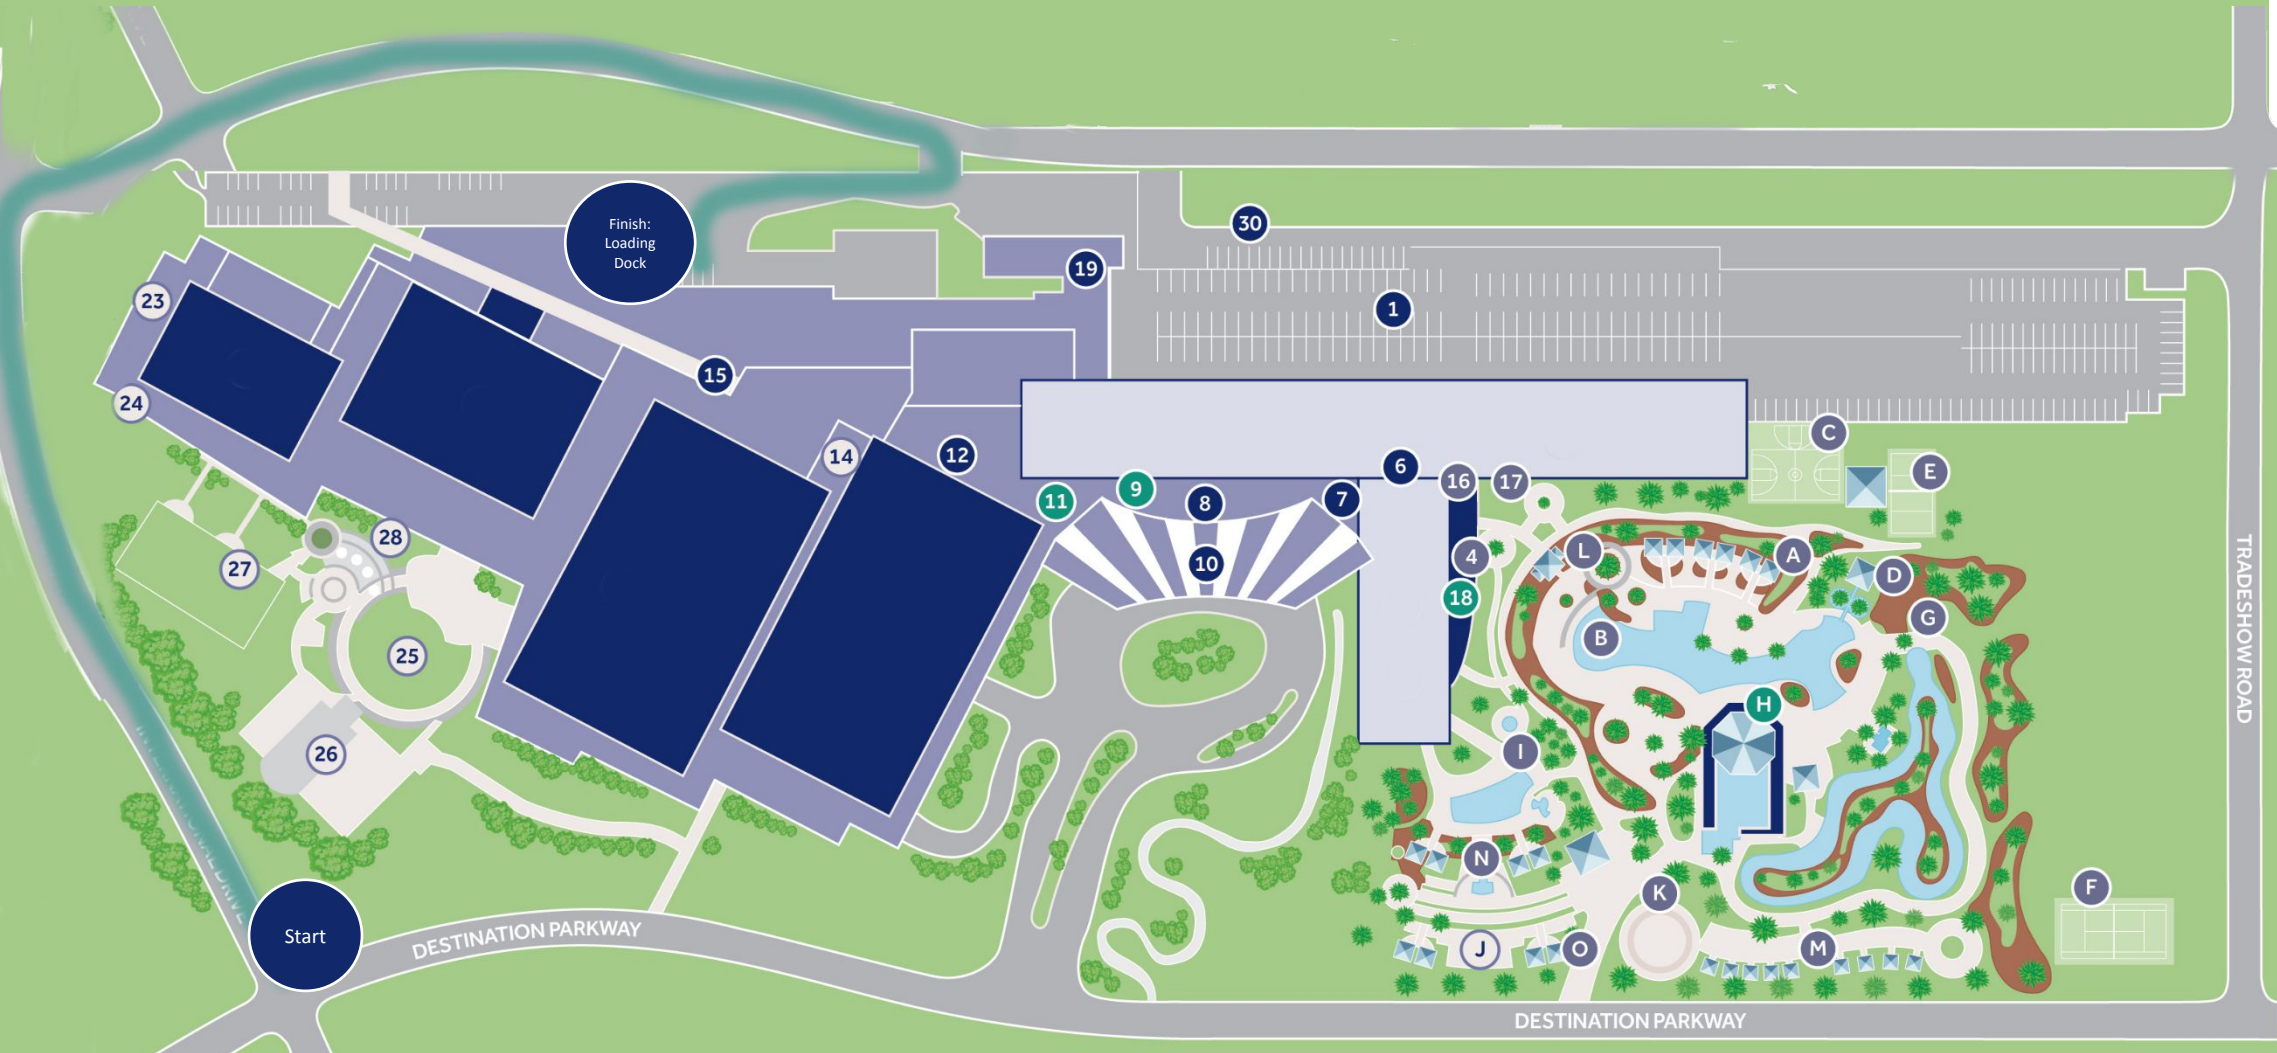 Finish:
Loading
Dock
30
19
1
23
15
24
C
14
12
6
E
16
17
11
9
8
7
28
27
10
4
L
A
D
18
G
B
25
H
TRADESHOW ROAD
26
I
N
F
K
Start
DESTINATION PARKWAY
J
O
M
DESTINATION PARKWAY